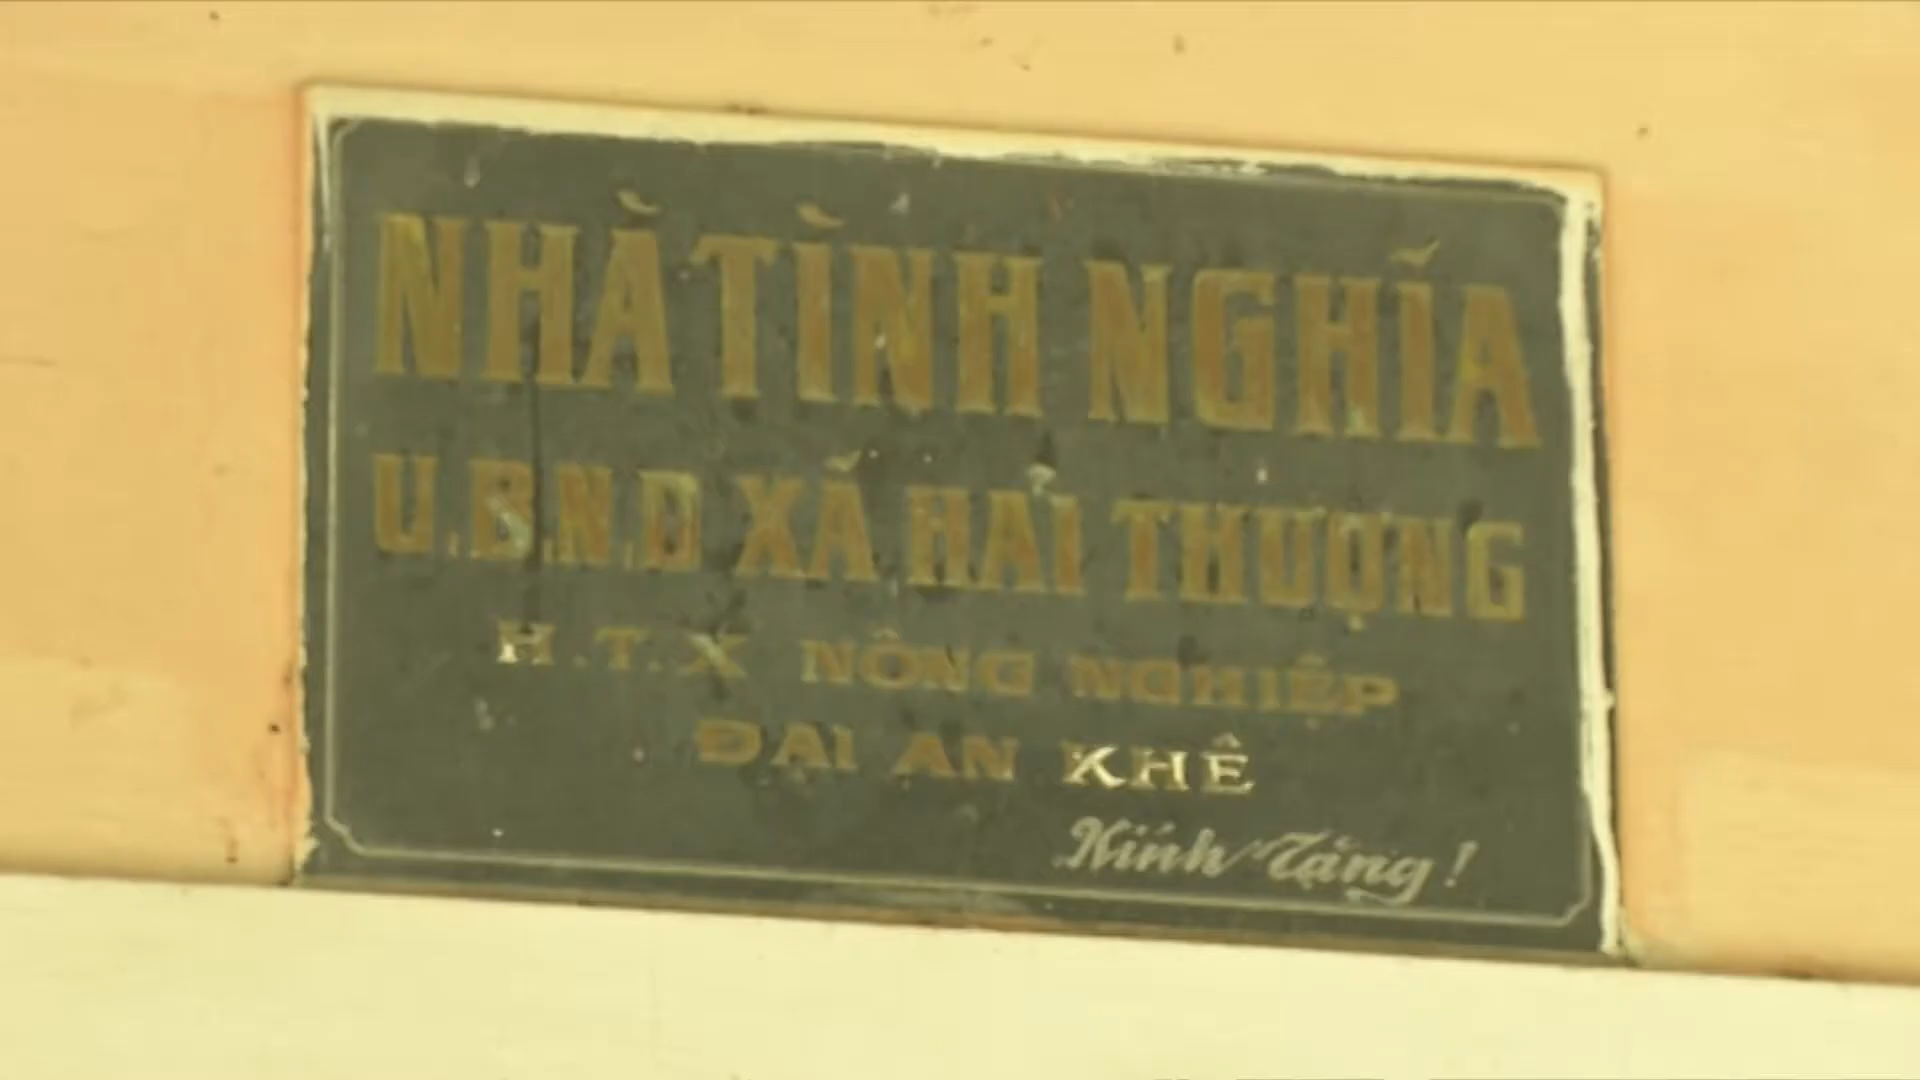 NHÀ TÌNH NGHĨA
U.B.N.D XÃ HẢI THƯỢNG
H.T.X NÔNG NGHIỆP
ĐẠI AN KHÊ
Kính Tặng!